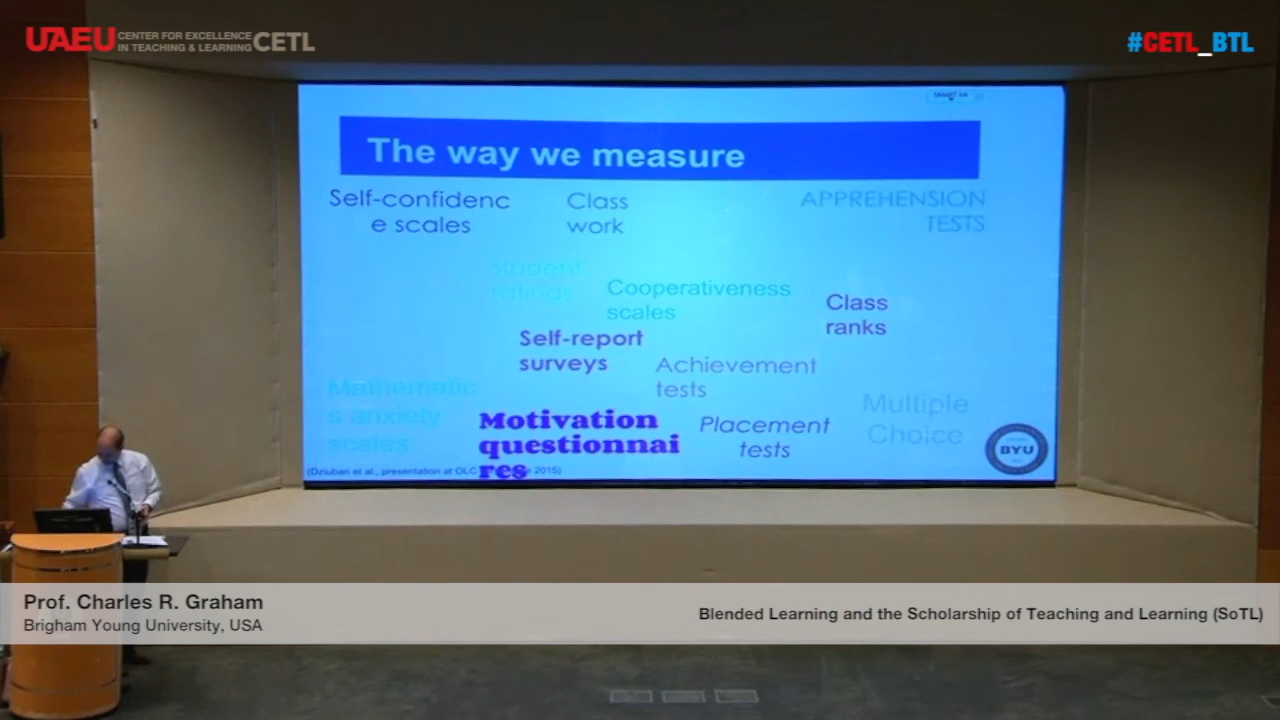 UAEU CENTER FOR EXCELLENCE
IN TEACHING & LEARNING CETL
#CETL_BTL
SMART Ink
The way we measure
Self-confidenc
e scales
Class
work
APPREHENSION
TESTS
student
ratings
Cooperativeness
scales
Class
ranks
Self-report
surveys
Achievement
tests
Mathematic
s anxiety
scales
Motivation
questionnai
res
Placement
tests
Multiple
Choice
BYU
(Dziuban et al., presentation at OLC 2015)
Prof. Charles R. Graham
Brigham Young University, USA
Blended Learning and the Scholarship of Teaching and Learning (SoTL)